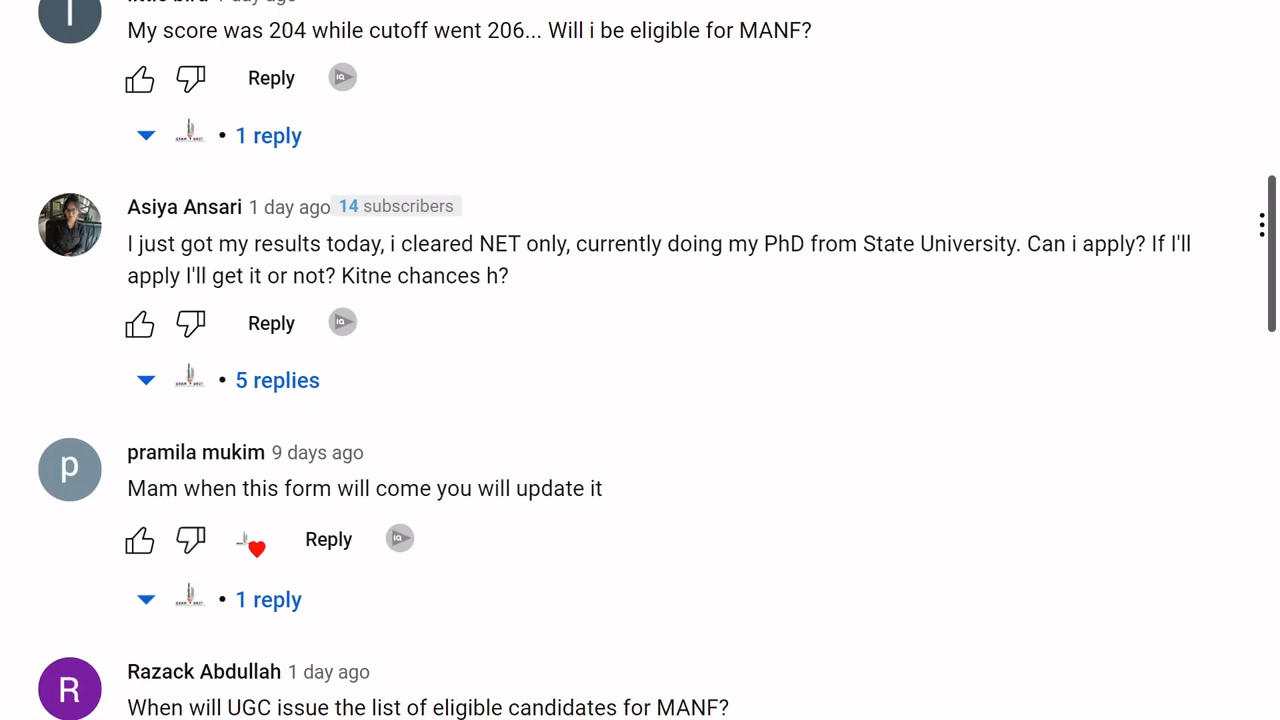 My score was 204 while cutoff went 206... Will i be eligible for MANF?
Reply
• 1 reply
Asiya Ansari 1 day ago 14 subscribers
I just got my results today, i cleared NET only, currently doing my PhD from State University. Can i apply? If I'll
apply I'll get it or not? Kitne chances h?
Reply
• 5 replies
p
pramila mukim 9 days ago
Mam when this form will come you will update it
Reply
• 1 reply
R
Razack Abdullah 1 day ago
When will UGC issue the list of eligible candidates for MANF?